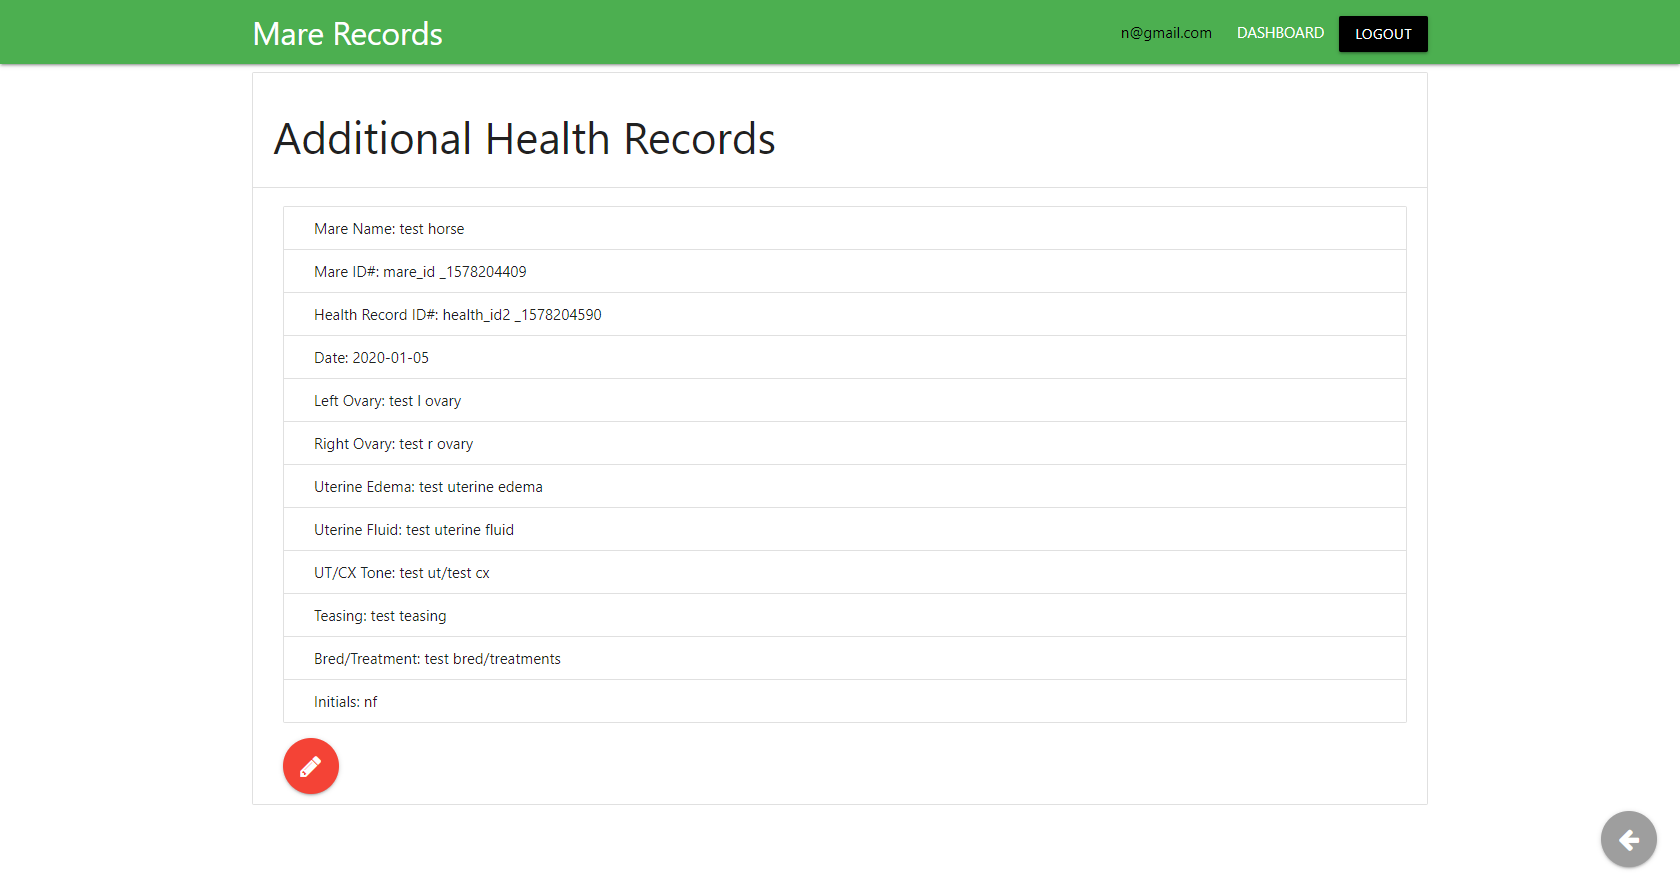 Mare Records
n@gmail.com DASHBOARD LOGOUT
Additional Health Records
Mare Name: test horse
Mare ID#: mare_id _1578204409
Health Record ID#: health_id2 _1578204590
Date: 2020-01-05
Left Ovary: test l ovary
Right Ovary: test r ovary
Uterine Edema: test uterine edema
Uterine Fluid: test uterine fluid
UT/CX Tone: test ut/test cx
Teasing: test teasing
Bred/Treatment: test bred/treatments
Initials: nf